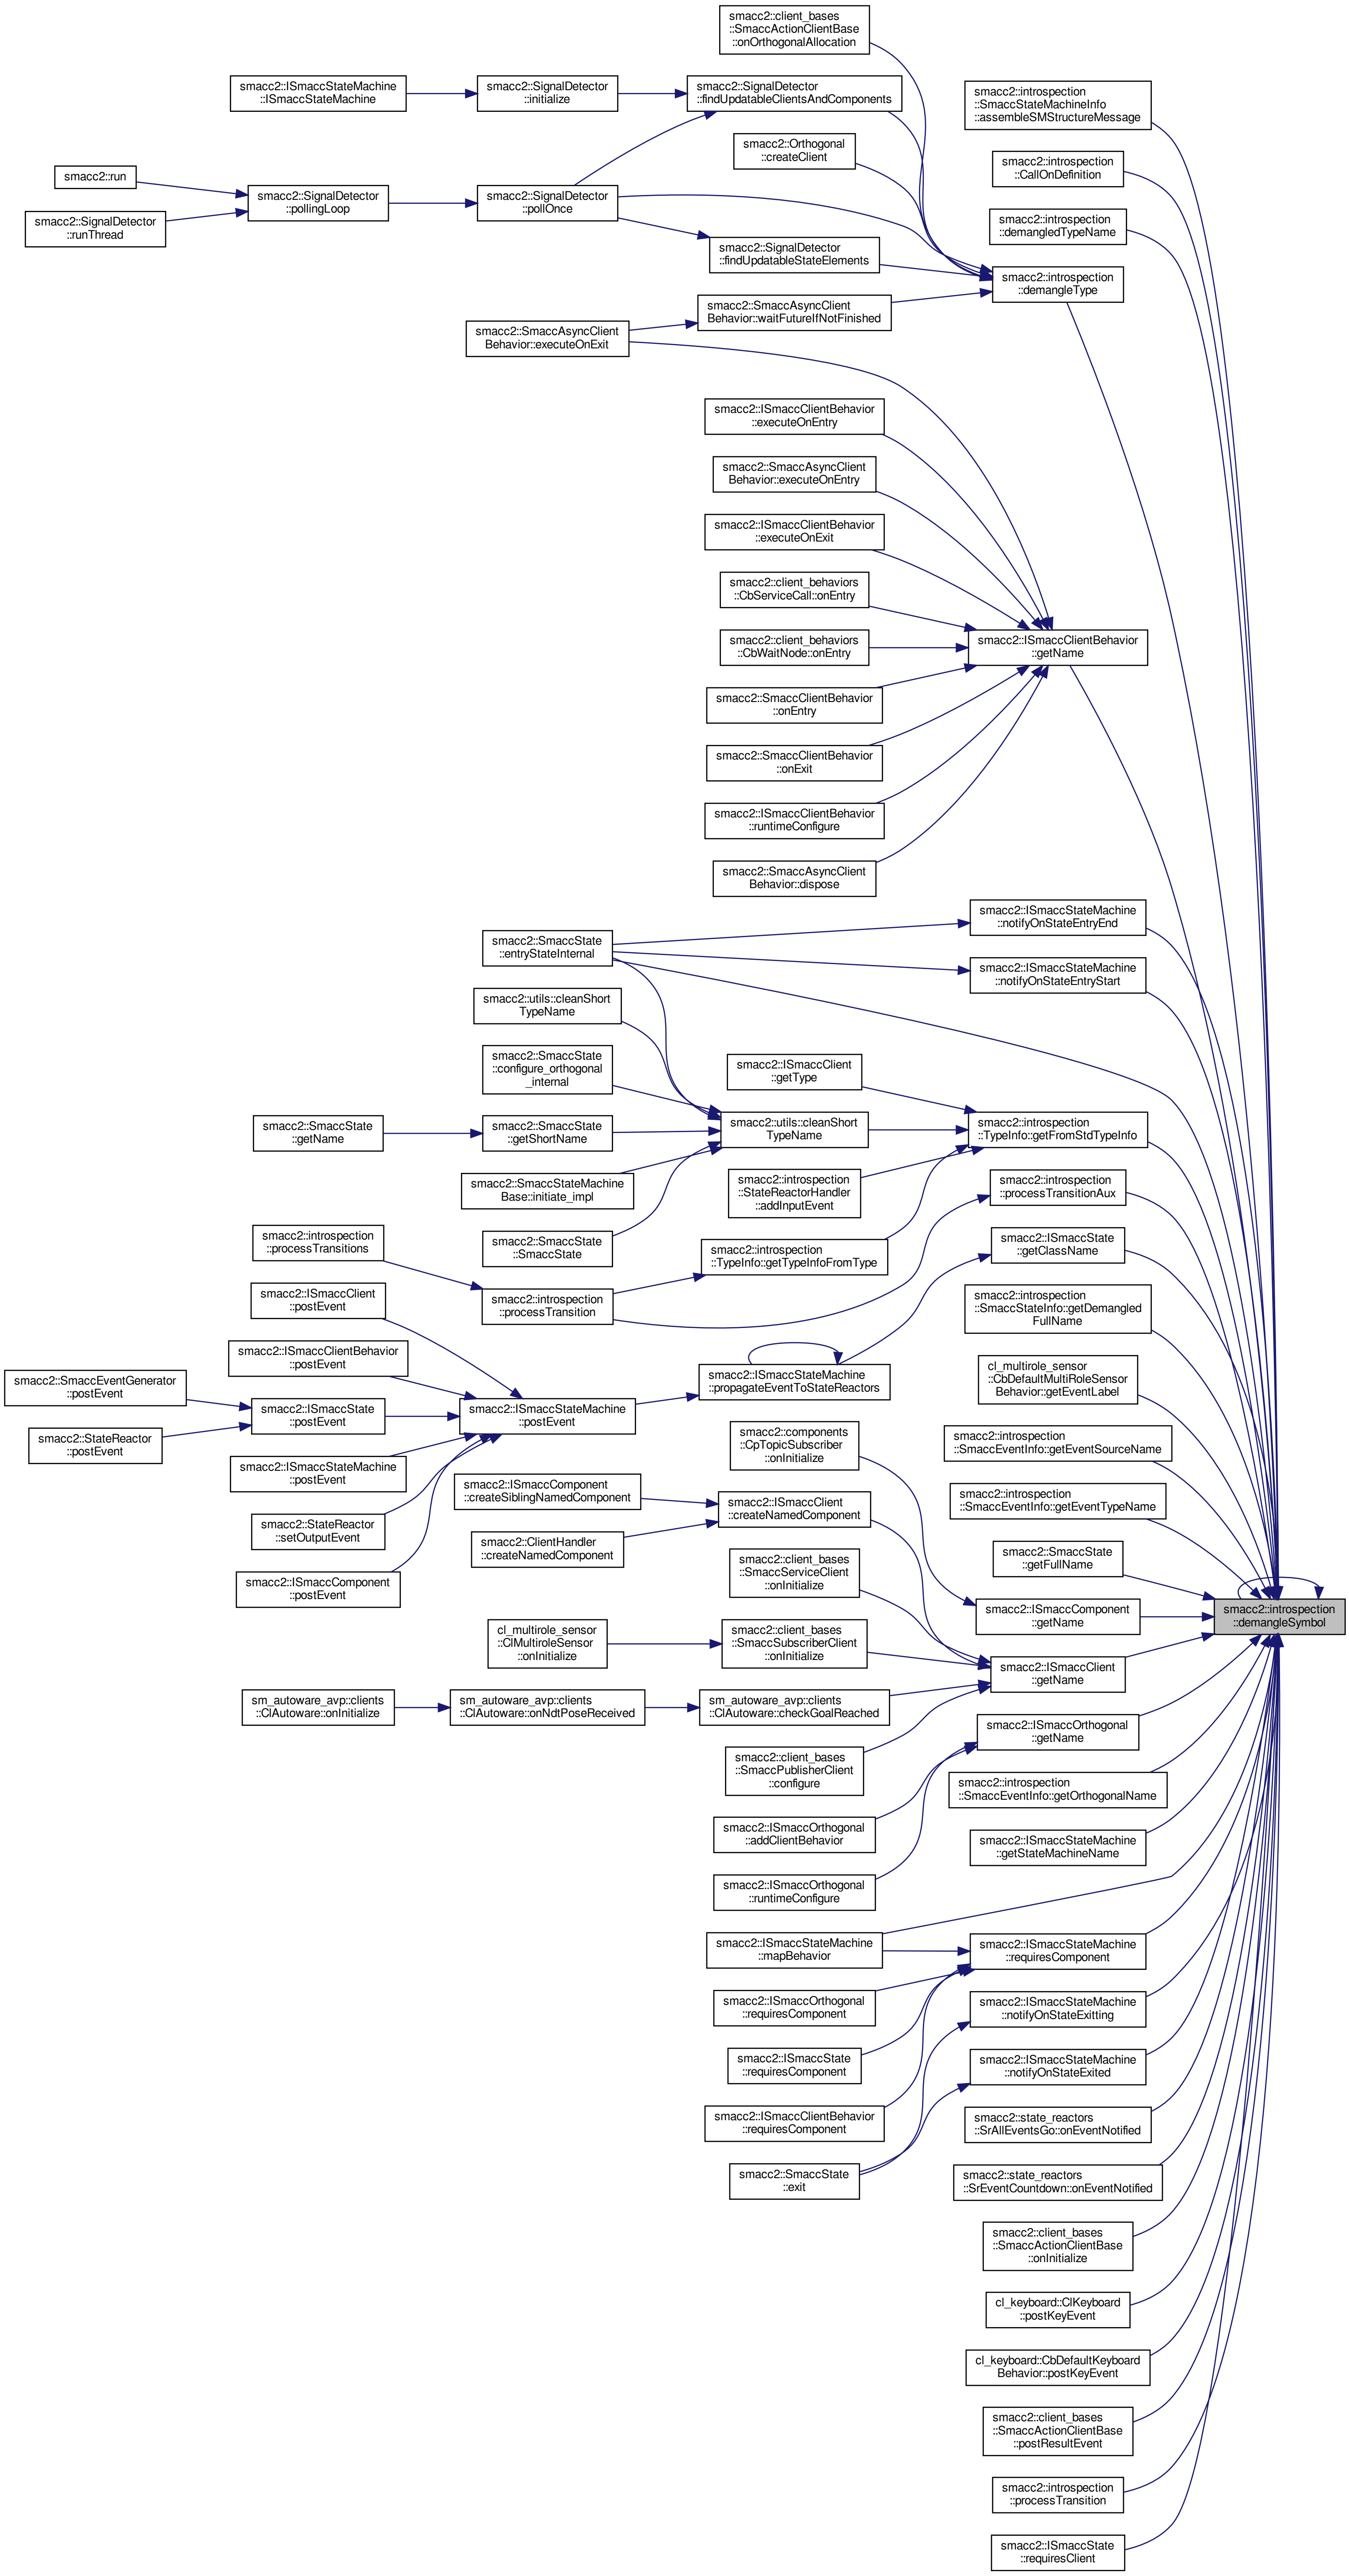 smacc2::client_bases
::SmaccActionClientBase
::onOrthogonalAllocation
smacc2::ISmaccStateMachine
::ISmaccStateMachine
smacc2::SignalDetector
::initialize
smacc2::SignalDetector
::findUpdatableClientsAndComponents
smacc2::introspection
::SmaccStateMachineInfo
::assembleSMStructureMessage
smacc2::Orthogonal
::createClient
smacc2::introspection
::CallOnDefinition
smacc2::run
smacc2::SignalDetector
::pollingLoop
smacc2::SignalDetector
::pollOnce
smacc2::introspection
::demangledTypeName
smacc2::SignalDetector
::runThread
smacc2::SignalDetector
::findUpdatableStateElements
smacc2::introspection
::demangleType
smacc2::SmaccAsyncClient
Behavior::waitFutureIfNotFinished
smacc2::SmaccAsyncClient
Behavior::executeOnExit
smacc2::ISmaccClientBehavior
::executeOnEntry
smacc2::SmaccAsyncClient
Behavior::executeOnEntry
smacc2::ISmaccClientBehavior
::executeOnExit
smacc2::client_behaviors
::CbServiceCall::onEntry
smacc2::client_behaviors
::CbWaitNode::onEntry
smacc2::ISmaccClientBehavior
::getName
smacc2::SmaccClientBehavior
::onEntry
smacc2::SmaccClientBehavior
::onExit
smacc2::ISmaccClientBehavior
::runtimeConfigure
smacc2::SmaccAsyncClient
Behavior::dispose
smacc2::ISmaccStateMachine
::notifyOnStateEntryEnd
smacc2::SmaccState
::entryStateInternal
smacc2::ISmaccStateMachine
::notifyOnStateEntryStart
smacc2::utils::cleanShort
TypeName
smacc2::SmaccState
::configure_orthogonal
_internal
smacc2::ISmaccClient
::getType
smacc2::SmaccState
::getName
smacc2::SmaccState
::getShortName
smacc2::utils::cleanShort
TypeName
smacc2::introspection
::TypeInfo::getFromStdTypeInfo
smacc2::SmaccStateMachine
Base::initiate_impl
smacc2::introspection
::StateReactorHandler
::addInputEvent
smacc2::introspection
::processTransitionAux
smacc2::introspection
::processTransitions
smacc2::SmaccState
::SmaccState
smacc2::introspection
::TypeInfo::getTypeInfoFromType
smacc2::ISmaccState
::getClassName
smacc2::ISmaccClient
::postEvent
smacc2::introspection
::processTransition
smacc2::introspection
::SmaccStateInfo::getDemangled
FullName
smacc2::ISmaccClientBehavior
::postEvent
smacc2::SmaccEventGenerator
::postEvent
smacc2::ISmaccStateMachine
::propagateEventToStateReactors
cl_multirole_sensor
::CbDefaultMultiRoleSensor
Behavior::getEventLabel
smacc2::ISmaccState
::postEvent
smacc2::ISmaccStateMachine
::postEvent
smacc2::StateReactor
::postEvent
smacc2::components
::CpTopicSubscriber
::onInitialize
smacc2::introspection
::SmaccEventInfo::getEventSourceName
smacc2::ISmaccStateMachine
::postEvent
smacc2::ISmaccComponent
::createSiblingNamedComponent
smacc2::ISmaccClient
::createNamedComponent
smacc2::introspection
::SmaccEventInfo::getEventTypeName
smacc2::StateReactor
::setOutputEvent
smacc2::ClientHandler
::createNamedComponent
smacc2::SmaccState
::getFullName
smacc2::ISmaccComponent
::postEvent
smacc2::client_bases
::SmaccServiceClient
::onInitialize
smacc2::ISmaccComponent
::getName
smacc2::introspection
::demangleSymbol
cl_multirole_sensor
::ClMultiroleSensor
::onInitialize
smacc2::client_bases
::SmaccSubscriberClient
::onInitialize
smacc2::ISmaccClient
::getName
sm_autoware_avp::clients
::ClAutoware::onInitialize
sm_autoware_avp::clients
::ClAutoware::onNdtPoseReceived
sm_autoware_avp::clients
::ClAutoware::checkGoalReached
smacc2::ISmaccOrthogonal
::getName
smacc2::client_bases
::SmaccPublisherClient
::configure
smacc2::introspection
::SmaccEventInfo::getOrthogonalName
smacc2::ISmaccOrthogonal
::addClientBehavior
smacc2::ISmaccStateMachine
::getStateMachineName
smacc2::ISmaccOrthogonal
::runtimeConfigure
smacc2::ISmaccStateMachine
::mapBehavior
smacc2::ISmaccStateMachine
::requiresComponent
smacc2::ISmaccOrthogonal
::requiresComponent
smacc2::ISmaccStateMachine
::notifyOnStateExitting
smacc2::ISmaccState
::requiresComponent
smacc2::ISmaccStateMachine
::notifyOnStateExited
smacc2::ISmaccClientBehavior
::requiresComponent
smacc2::state_reactors
::SrAllEventsGo::onEventNotified
smacc2::SmaccState
::exit
smacc2::state_reactors
::SrEventCountdown::onEventNotified
smacc2::client_bases
::SmaccActionClientBase
::onInitialize
cl_keyboard::ClKeyboard
::postKeyEvent
cl_keyboard::CbDefaultKeyboard
Behavior::postKeyEvent
smacc2::client_bases
::SmaccActionClientBase
::postResultEvent
smacc2::introspection
::processTransition
smacc2::ISmaccState
::requiresClient